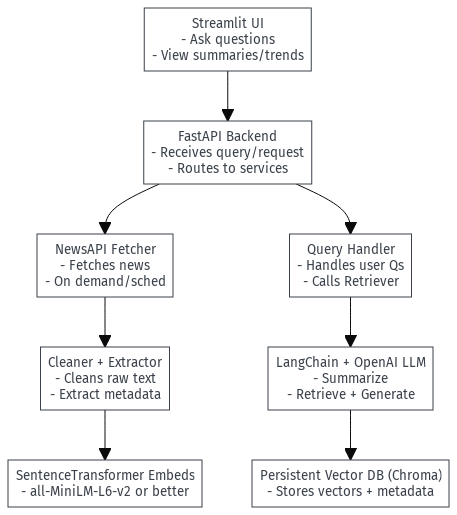 Streamlit UI
- Ask questions
- View summaries/trends
FastAPI Backend
- Receives query/request
- Routes to services
NewsAPI Fetcher
- Fetches news
- On demand/sched
Query Handler
- Handles user Qs
- Calls Retriever
Cleaner + Extractor
- Cleans raw text
- Extract metadata
LangChain + OpenAI LLM
- Summarize
- Retrieve + Generate
SentenceTransformer Embeds
- all-MiniLM-L6-v2 or better
Persistent Vector DB (Chroma)
- Stores vectors + metadata